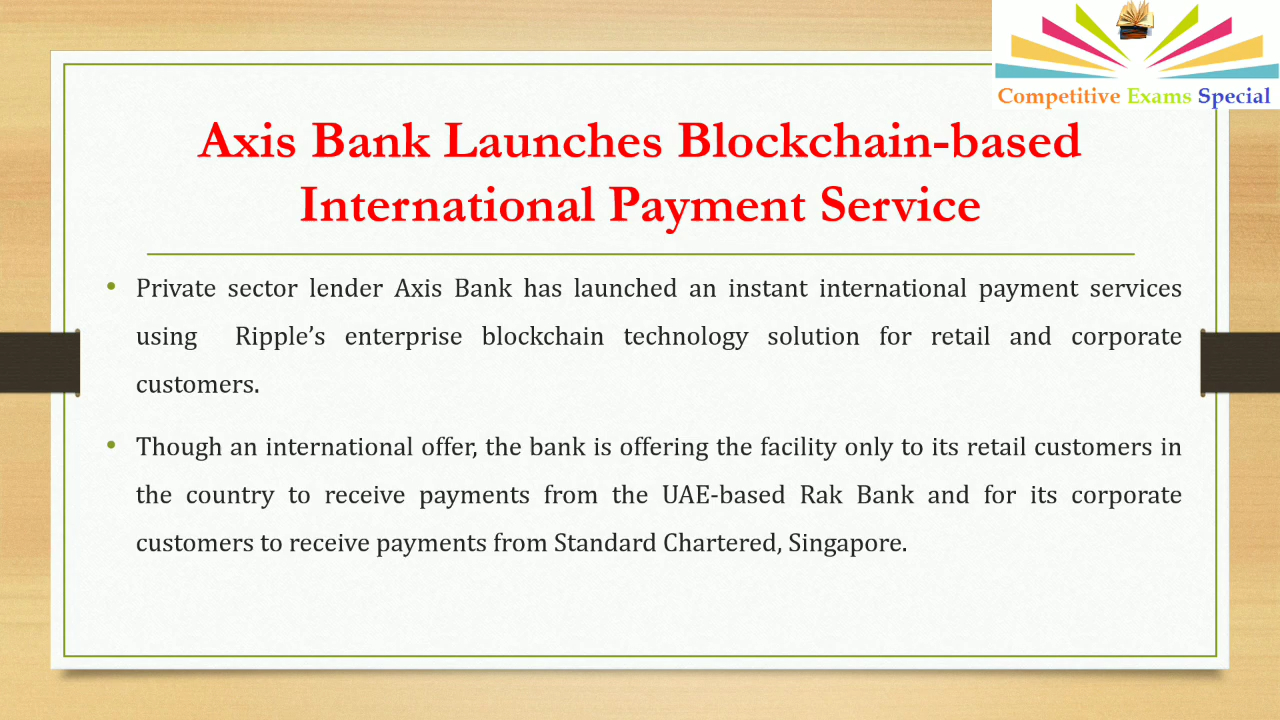 Competitive Exams Special
Axis Bank Launches Blockchain-based
International Payment Service
• Private sector lender Axis Bank has launched an instant international payment services
using Ripple’s enterprise blockchain technology solution for retail and corporate
customers.
• Though an international offer, the bank is offering the facility only to its retail customers in
the country to receive payments from the UAE-based Rak Bank and for its corporate
customers to receive payments from Standard Chartered, Singapore.